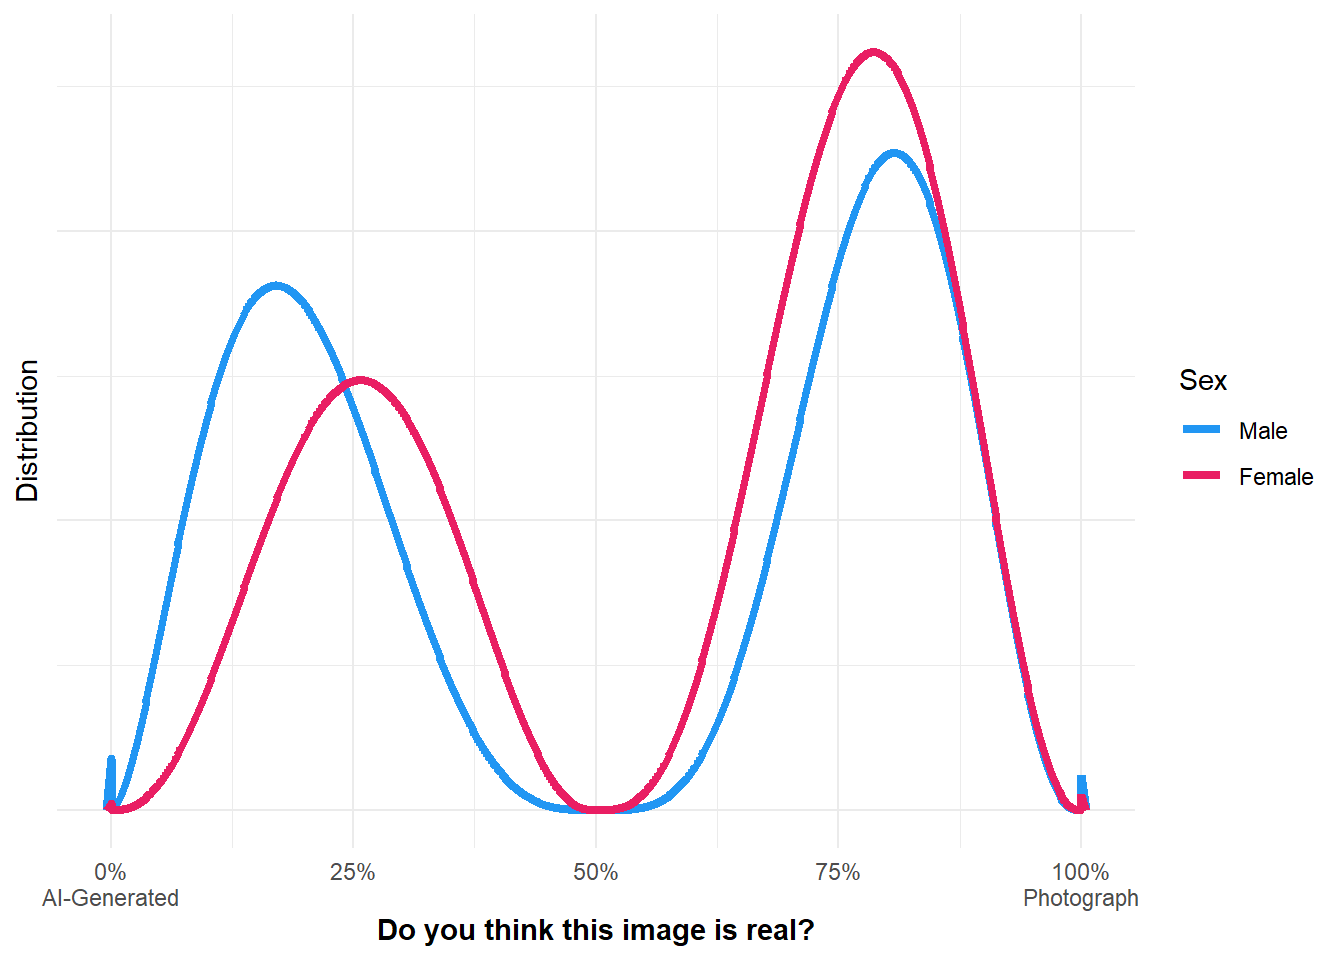 Distribution
0%
AI-Generated
25%
50%
75%
100%
Photograph
Do you think this image is real?
Sex
Male
Female